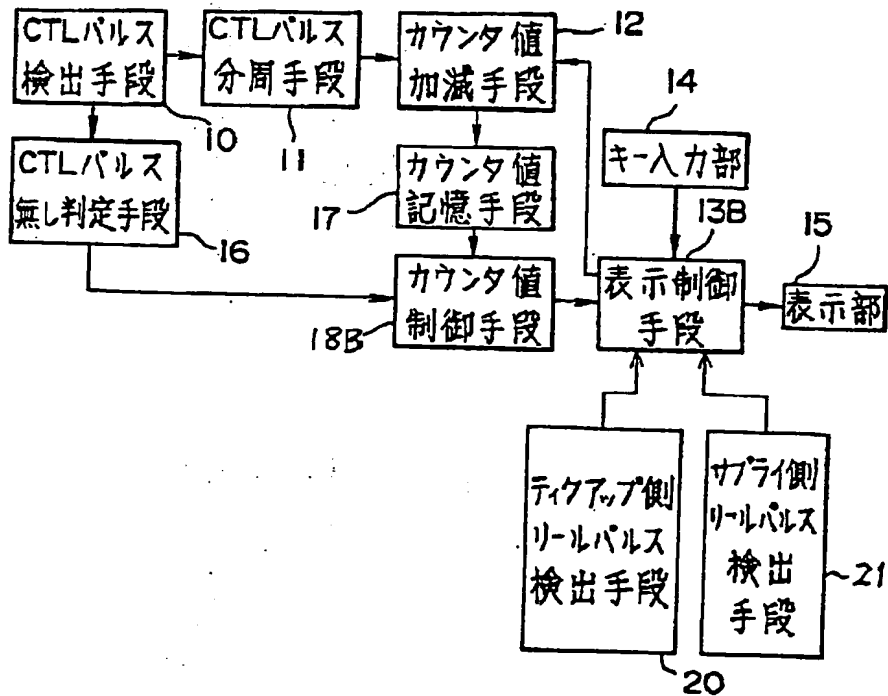 CTLパルス
検出手段
10
CTLパルス
分周手段
11
カウンタ値
加減手段
12
CTLパルス
無し判定手段
16
カウンタ値
記憶手段
17
カウンタ値
制御手段
18B
キー入力部
14
表示制御
手段
13B
表示部
15
ティクアップ側
リールパルス
検出手段
20
サプライ側
リールパルス
検出
手段
21